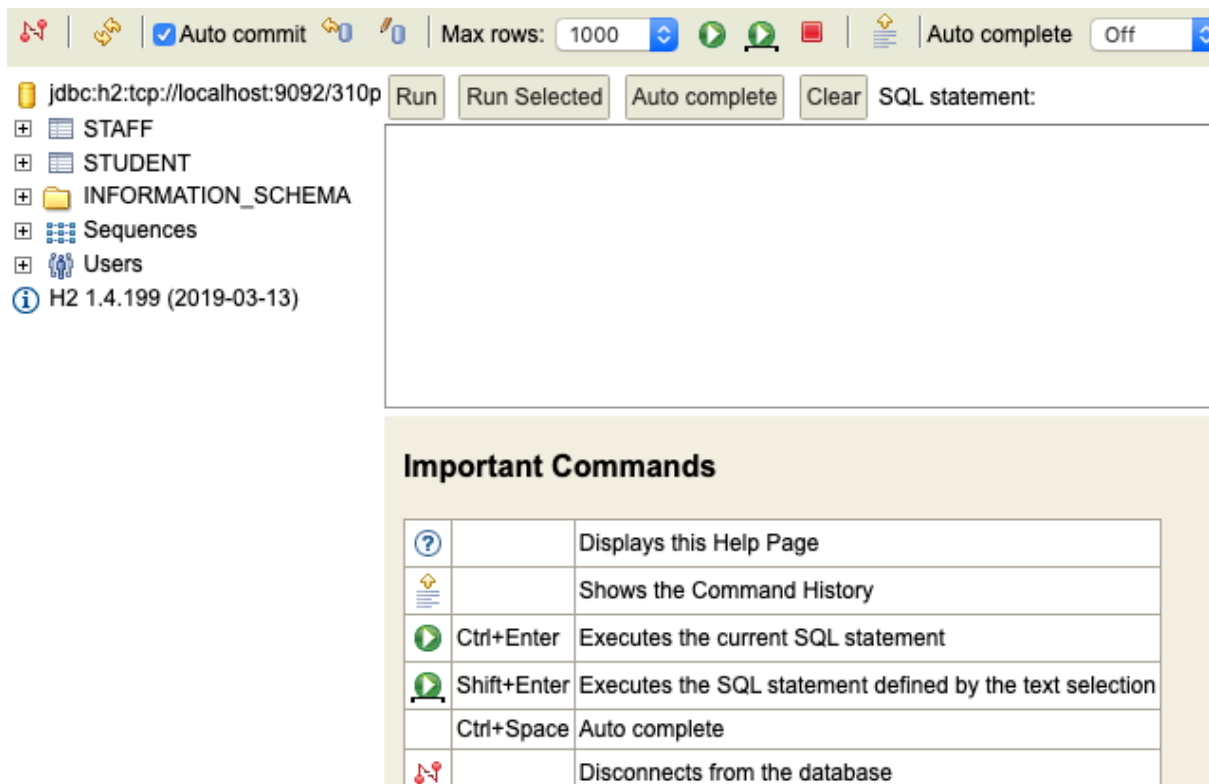 Auto commit Max rows: 1000 Auto complete Off
jdbc:h2:tcp://localhost:9092/310p
STAFF
STUDENT
INFORMATION_SCHEMA
Sequences
Users
H2 1.4.199 (2019-03-13)
Run Run Selected Auto complete Clear SQL statement:
Important Commands
Displays this Help Page
Shows the Command History
Ctrl+Enter Executes the current SQL statement
Shift+Enter Executes the SQL statement defined by the text selection
Ctrl+Space Auto complete
Disconnects from the database